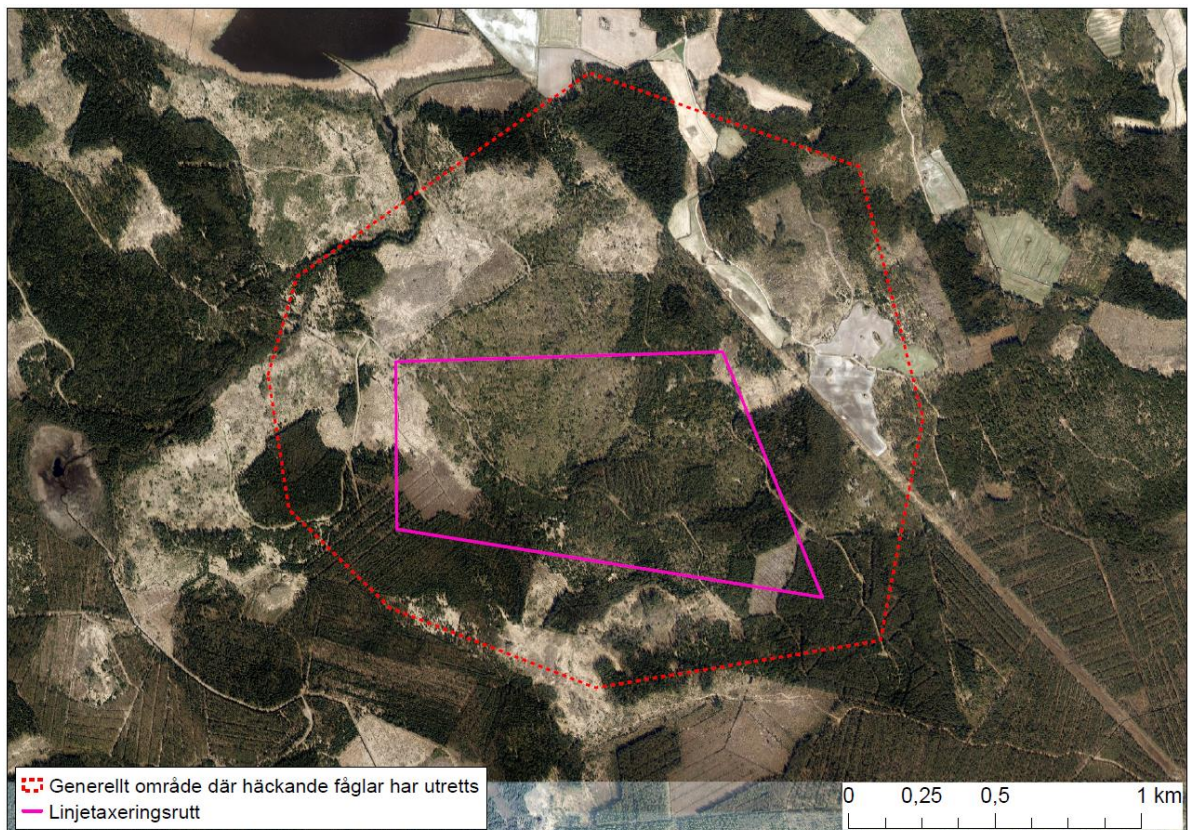 Generellt område där häckande fåglar har utretts
Linjetaxeringsrutt
0 0,25 0,5 1 km